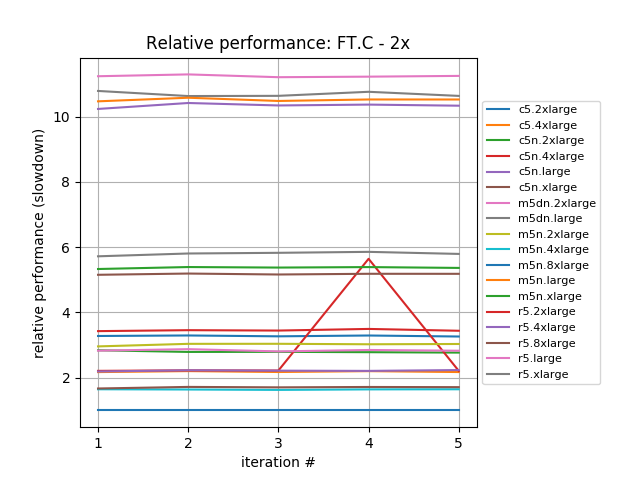 Relative performance: FT.C - 2x
relative performance (slowdown)
10
8
6
4
2
1
2
3
4
5
iteration #
c5.2xlarge
c5.4xlarge
c5n.2xlarge
c5n.4xlarge
c5n.large
c5n.xlarge
m5dn.2xlarge
m5dn.large
m5n.2xlarge
m5n.4xlarge
m5n.8xlarge
m5n.large
m5n.xlarge
r5.2xlarge
r5.4xlarge
r5.8xlarge
r5.large
r5.xlarge